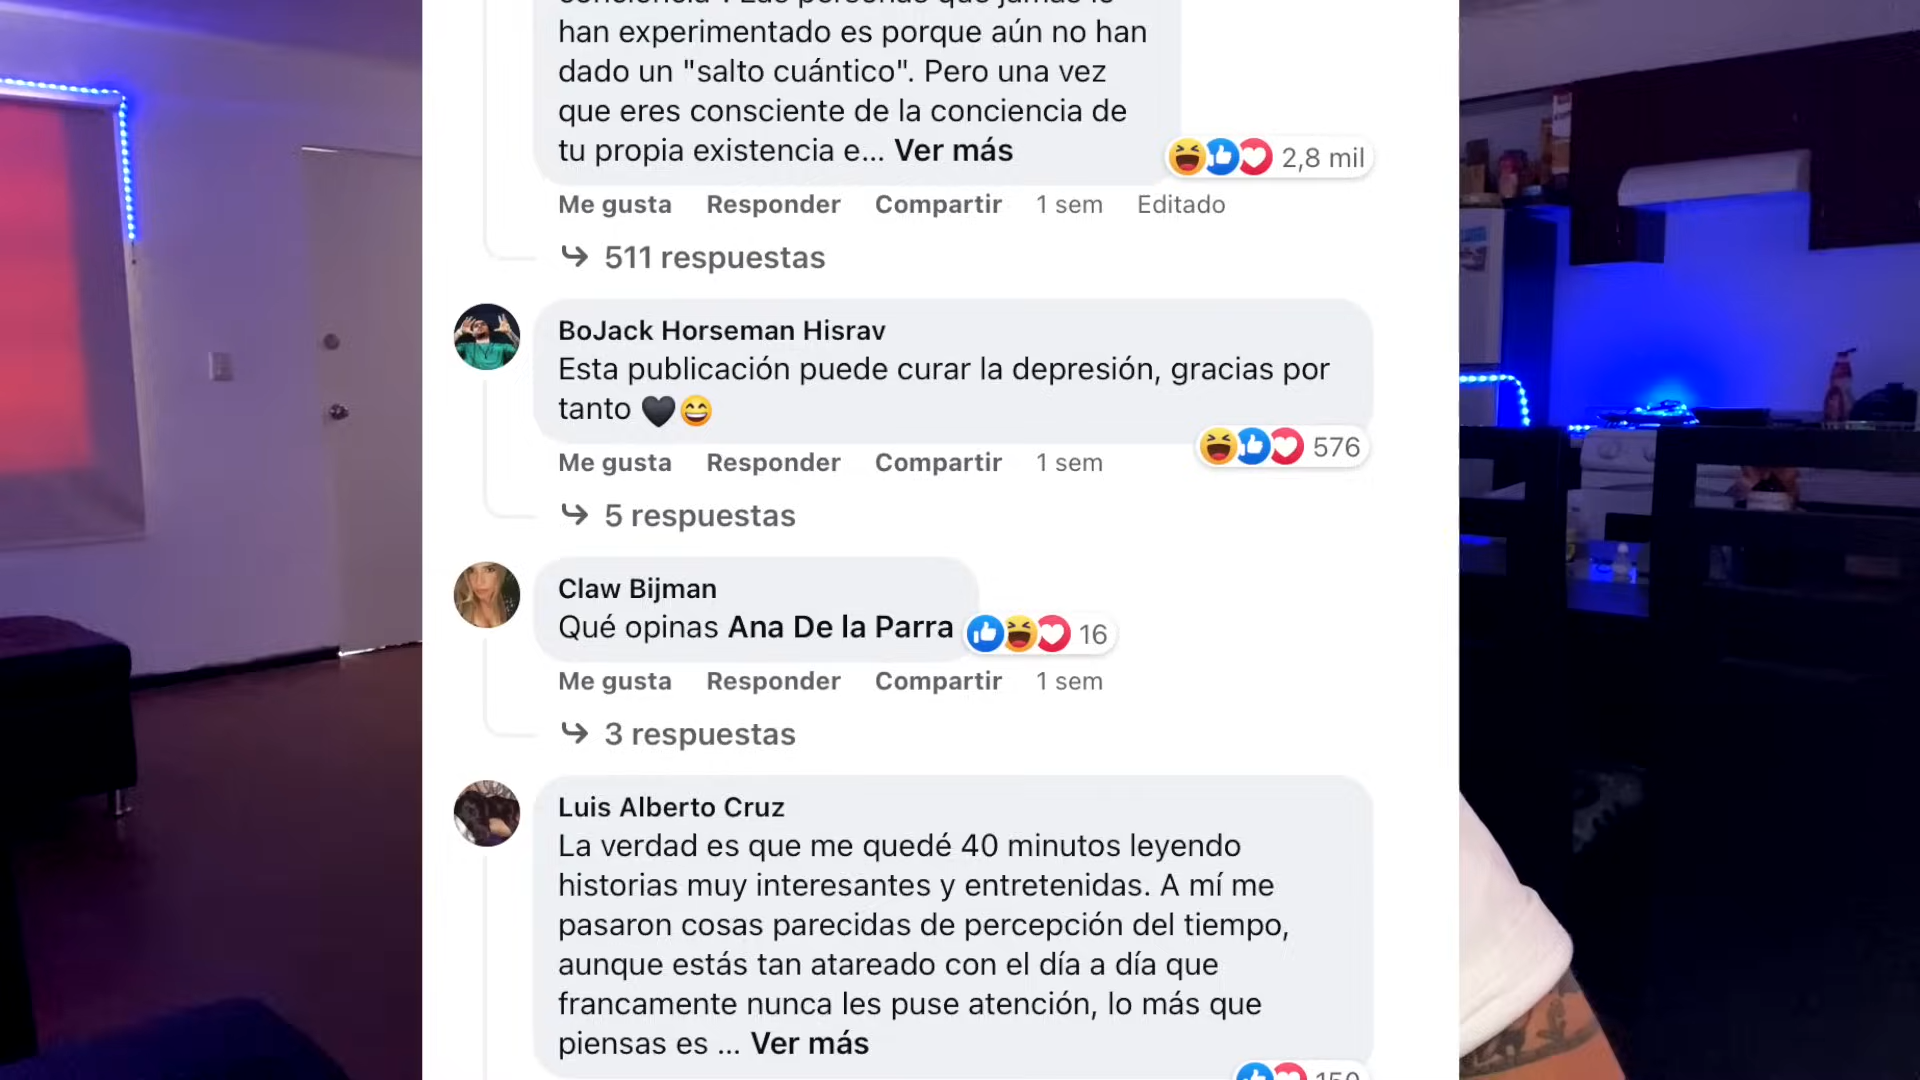 han experimentado es porque aún no han
dado un "salto cuántico". Pero una vez
que eres consciente de la conciencia de
tu propia existencia e... Ver más
2,8 mil
Me gusta Responder Compartir 1 sem Editado
511 respuestas
BoJack Horseman Hisrav
Esta publicación puede curar la depresión, gracias por
tanto 🖤😄
576
Me gusta Responder Compartir 1 sem
5 respuestas
Claw Bijman
Qué opinas Ana De la Parra
16
Me gusta Responder Compartir 1 sem
3 respuestas
Luis Alberto Cruz
La verdad es que me quedé 40 minutos leyendo
historias muy interesantes y entretenidas. A mí me
pasaron cosas parecidas de percepción del tiempo,
aunque estás tan atareado con el día a día que
francamente nunca les puse atención, lo más que
piensas es ... Ver más